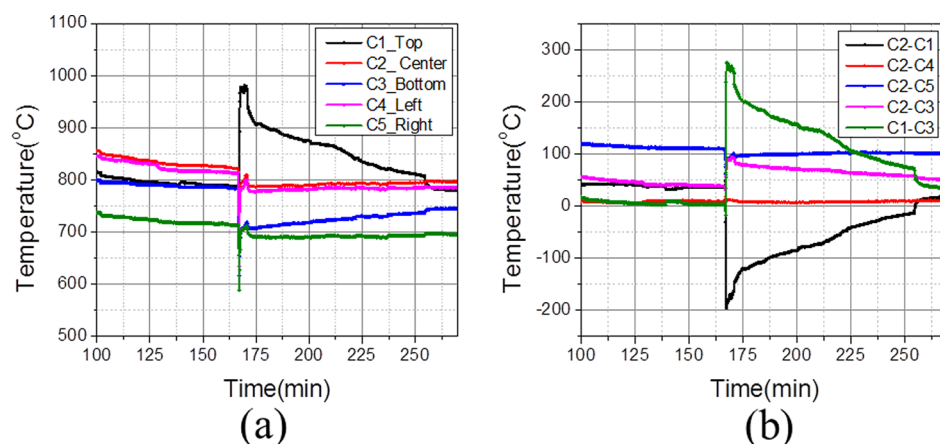 Temperature(°C)
1100
1000
900
800
700
600
500
100 125 150 175 200 225 250
Time(min)
C1_Top
C2_ Center
C3_Bottom
C4_Left
C5_Right
(a)
Temperature(°C)
300
200
100
0
-100
-200
100 125 150 175 200 225 250
Time(min)
C2-C1
C2-C4
C2-C5
C2-C3
C1-C3
(b)